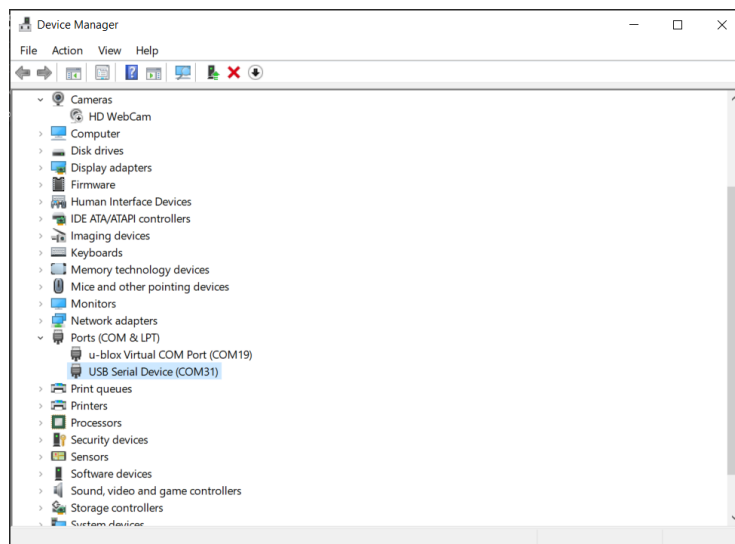 Device Manager
File Action View Help
Cameras
HD WebCam
Computer
Disk drives
Display adapters
Firmware
Human Interface Devices
IDE ATA/ATAPI controllers
Imaging devices
Keyboards
Memory technology devices
Mice and other pointing devices
Monitors
Network adapters
Ports (COM & LPT)
u-blox Virtual COM Port (COM19)
USB Serial Device (COM31)
Print queues
Printers
Processors
Security devices
Sensors
Software devices
Sound, video and game controllers
Storage controllers
System devices